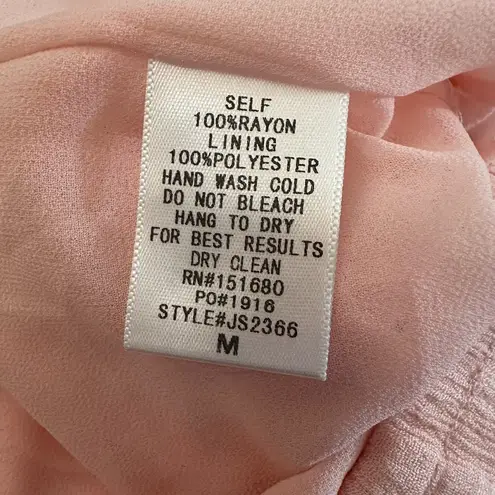 SELF
100%RAYON
LINING
100%POLYESTER
HAND WASH COLD
DO NOT BLEACH
HANG TO DRY
FOR BEST RESULTS
DRY CLEAN
RN#151680
PO#1916
STYLE#JS2366
M